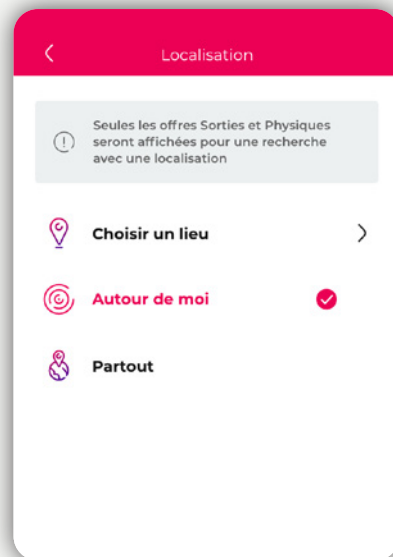 Localisation
Seules les offres Sorties et Physiques
seront affichées pour une recherche
avec une localisation
Choisir un lieu
Autour de moi
Partout